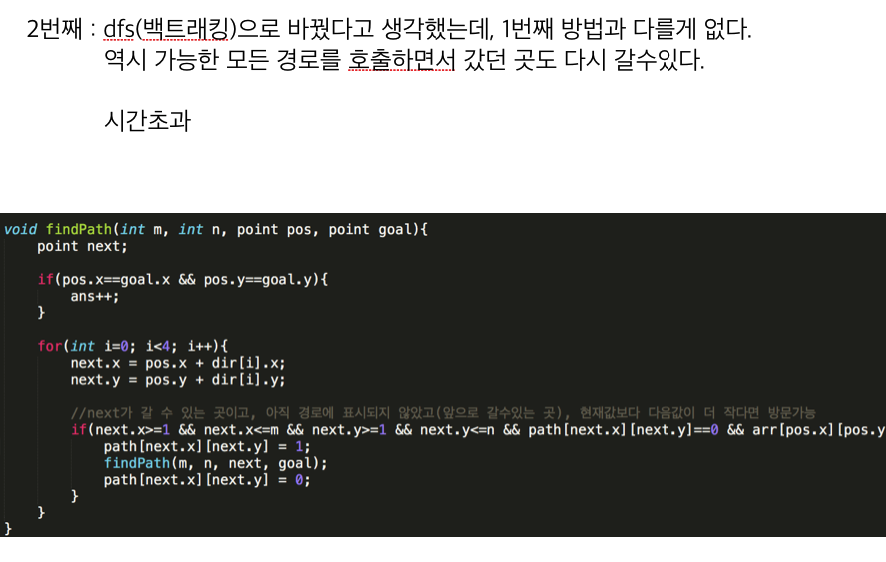 2번째 : dfs(백트래킹)으로 바꿨다고 생각했는데, 1번째 방법과 다를게 없다.
역시 가능한 모든 경로를 호출하면서 갔던 곳도 다시 갈수있다.
시간초과
void findPath(int m, int n, point pos, point goal){
point next;
if(pos.x==goal.x && pos.y==goal.y){
ans++;
}
for(int i=0; i<4; i++){
next.x = pos.x + dir[i].x;
next.y = pos.y + dir[i].y;
//next가 갈 수 있는 곳이고, 아직 경로에 표시되지 않았고(앞으로 갈수있는 곳), 현재값보다 다음값이 더 작다면 방문가능
if(next.x>=1 && next.x<=m && next.y>=1 && next.y<=n && path[next.x][next.y]==0 && arr[pos.x][pos.y
path[next.x][next.y] = 1;
findPath(m, n, next, goal);
path[next.x][next.y] = 0;
}
}
}